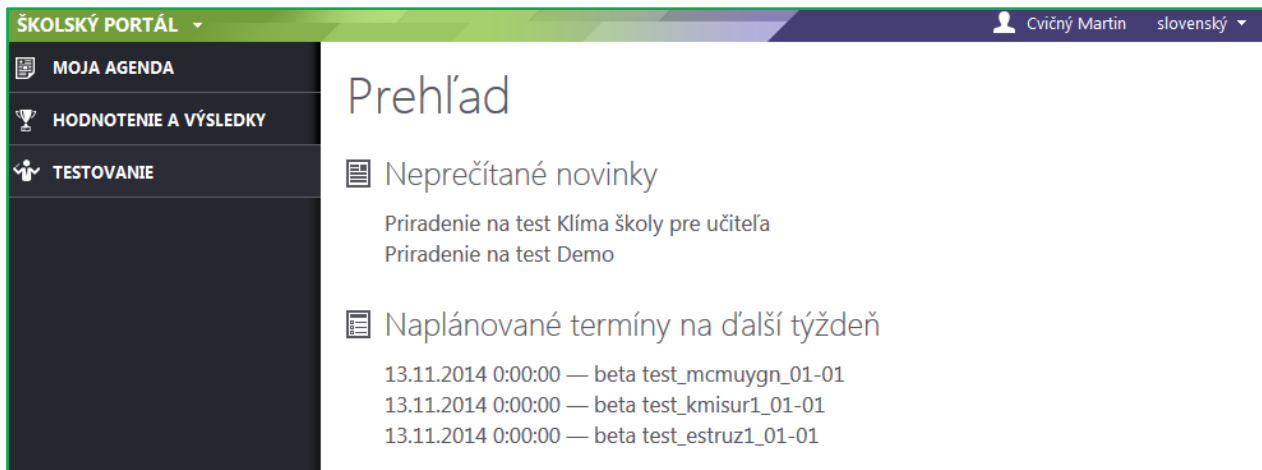 ŠKOLSKÝ PORTÁL
Cvičný Martin slovenský
MOJA AGENDA
HODNOTENIE A VÝSLEDKY
TESTOVANIE
Prehľad
Neprečítané novinky
Priradenie na test Klíma školy pre učiteľa
Priradenie na test Demo
Naplánované termíny na ďalší týždeň
13.11.2014 0:00:00 — beta test_mcmuygn_01-01
13.11.2014 0:00:00 — beta test_kmisur1_01-01
13.11.2014 0:00:00 — beta test_estruz1_01-01